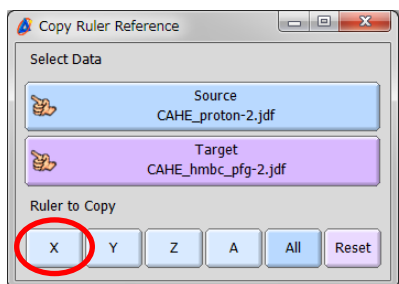 Copy Ruler Reference
Select Data
Source
CAHE_proton-2.jdf
Target
CAHE_hmbc_pfg-2.jdf
Ruler to Copy
X Y Z A All Reset